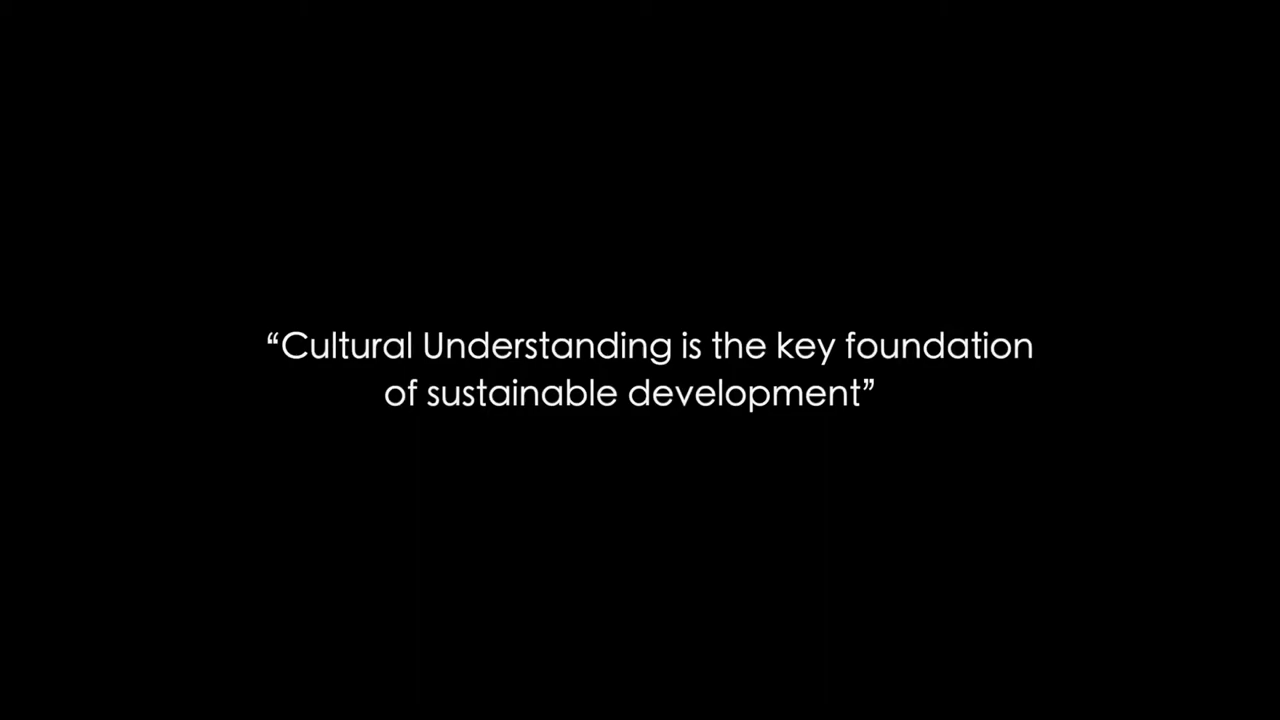 “Cultural Understanding is the key foundation
of sustainable development”